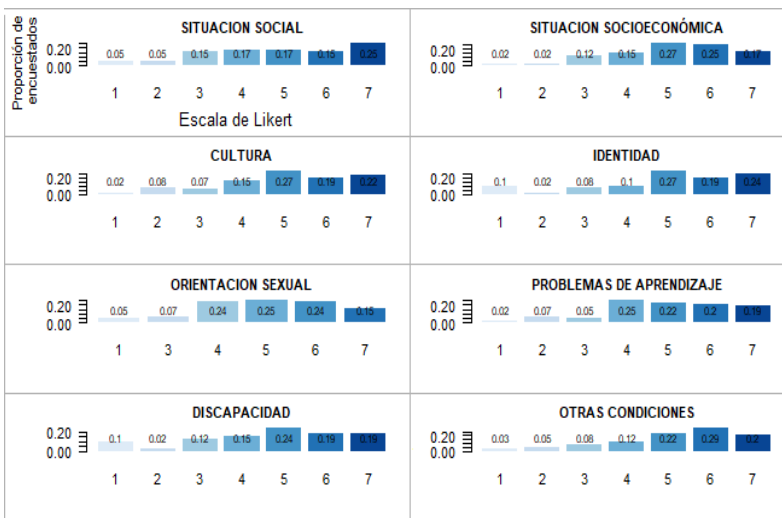 Proporción de
encuestados
SITUACION SOCIAL
0.20
0.00
0.05 0.05 0.15 0.17 0.17 0.15 0.25
1 2 3 4 5 6 7
Escala de Likert
SITUACION SOCIOECONÓMICA
0.20
0.00
0.02 0.02 0.12 0.15 0.27 0.25 0.17
1 2 3 4 5 6 7
CULTURA
0.20
0.00
0.02 0.08 0.07 0.15 0.27 0.19 0.22
1 2 3 4 5 6 7
IDENTIDAD
0.20
0.00
0.1 0.02 0.08 0.1 0.27 0.19 0.24
1 2 3 4 5 6 7
ORIENTACION SEXUAL
0.20
0.00
0.05 0.07 0.24 0.25 0.24 0.15
1 3 4 5 6 7
PROBLEMAS DE APRENDIZAJE
0.20
0.00
0.02 0.07 0.05 0.25 0.22 0.2 0.19
1 2 3 4 5 6 7
DISCAPACIDAD
0.20
0.00
0.1 0.02 0.12 0.15 0.24 0.19 0.19
1 2 3 4 5 6 7
OTRAS CONDICIONES
0.20
0.00
0.03 0.05 0.08 0.12 0.22 0.29 0.2
1 2 3 4 5 6 7